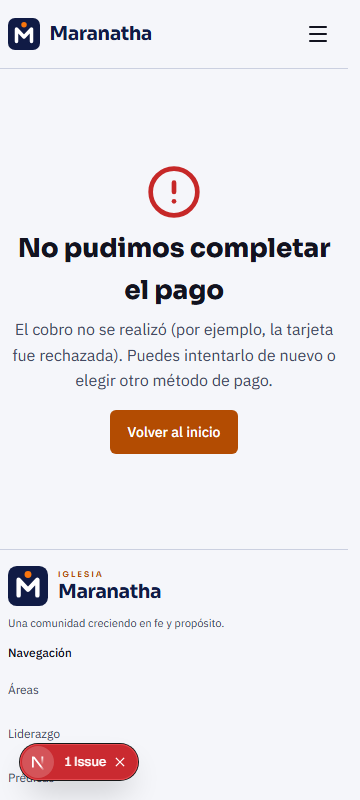 Maranatha
No pudimos completar
el pago
El cobro no se realizó (por ejemplo, la tarjeta
fue rechazada). Puedes intentarlo de nuevo o
elegir otro método de pago.
Volver al inicio
IGLESIA
Maranatha
Una comunidad creciendo en fe y propósito.
Navegación
Áreas
Liderazgo
1 Issue